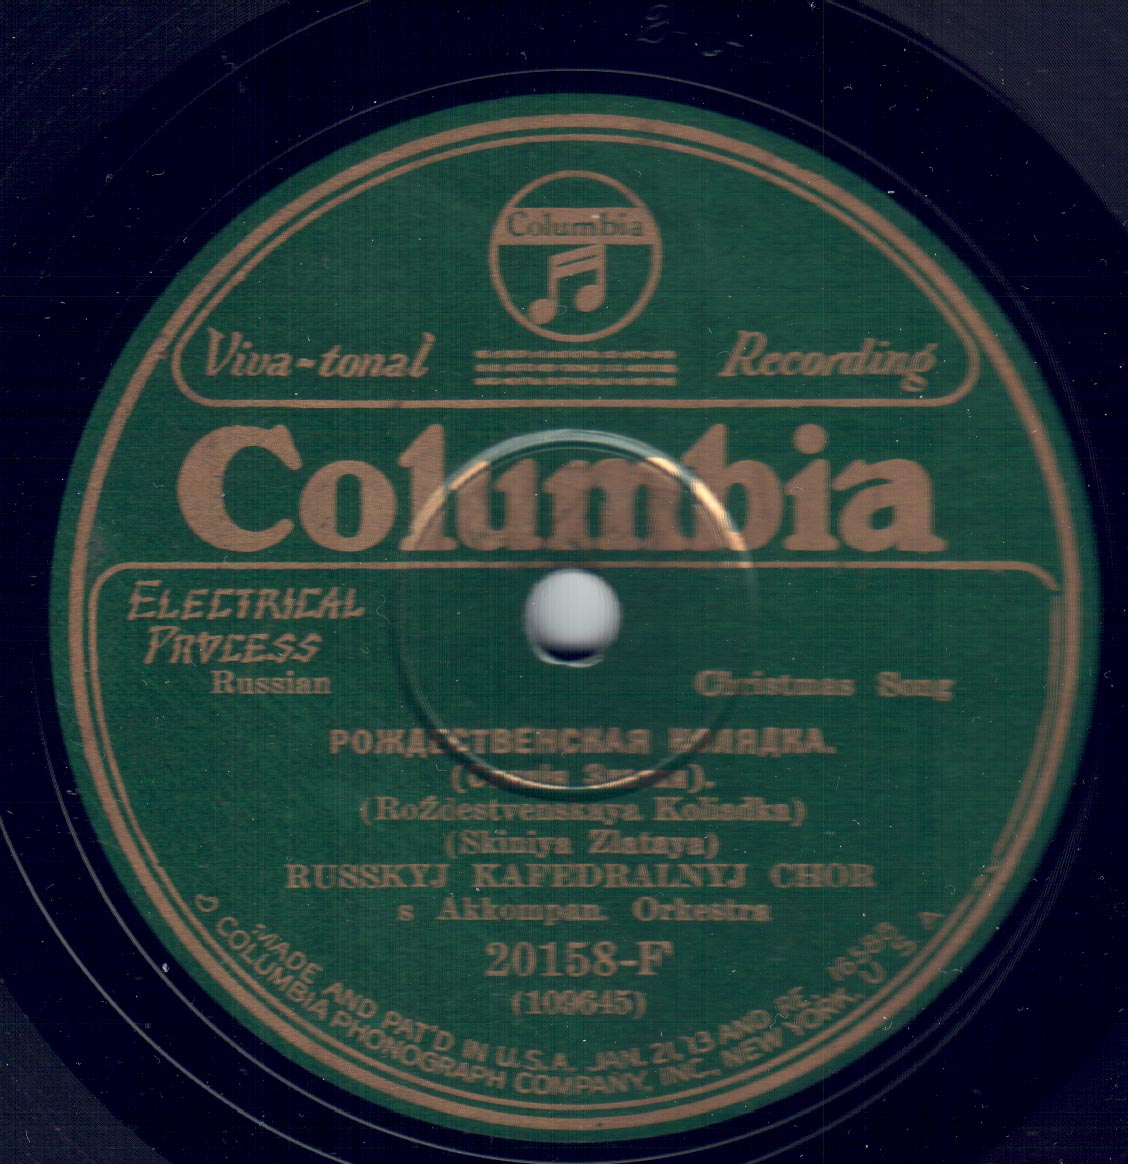 Columbia
Viva-tonal Recording
Columbia
ELECTRICAL
PROCESS
Russian Christmas Song
РОЖДЕСТВЕНСКАЯ КОЛЯДКА.
(Roždestvenskaya Koliadka)
(Skiniya Zlataya)
RUSSKYJ KAFEDRALNYJ CHOR
s Akkompan. Orkestra
20158-F
(109645)
MADE AND PAT'D IN U.S.A. JAN. 21, '13 AND RE. 16588
COLUMBIA PHONOGRAPH COMPANY, INC., NEW YORK, U S A